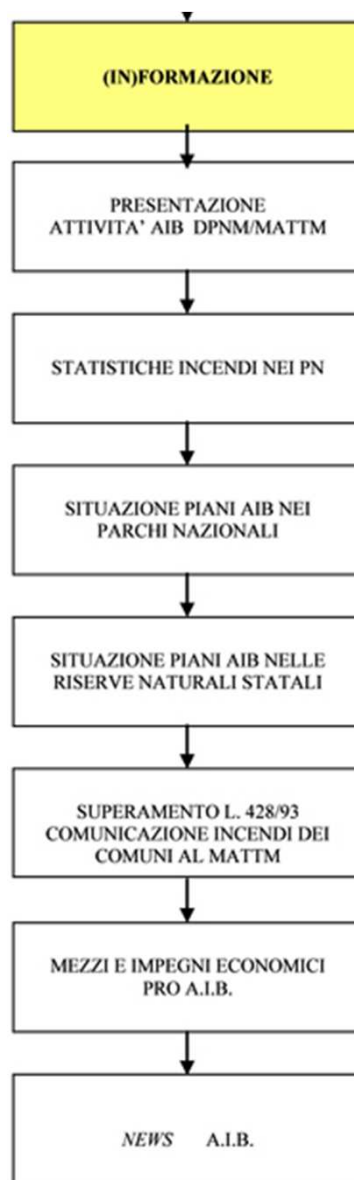 (IN)FORMAZIONE
PRESENTAZIONE
ATTIVITA’ AIB DPNM/MATTM
STATISTICHE INCENDI NEI PN
SITUAZIONE PIANI AIB NEI
PARCHI NAZIONALI
SITUAZIONE PIANI AIB NELLE
RISERVE NATURALI STATALI
SUPERAMENTO L. 428/93
COMUNICAZIONE INCENDI DEI
COMUNI AL MATTM
MEZZI E IMPEGNI ECONOMICI
PRO A.I.B.
NEWS A.I.B.